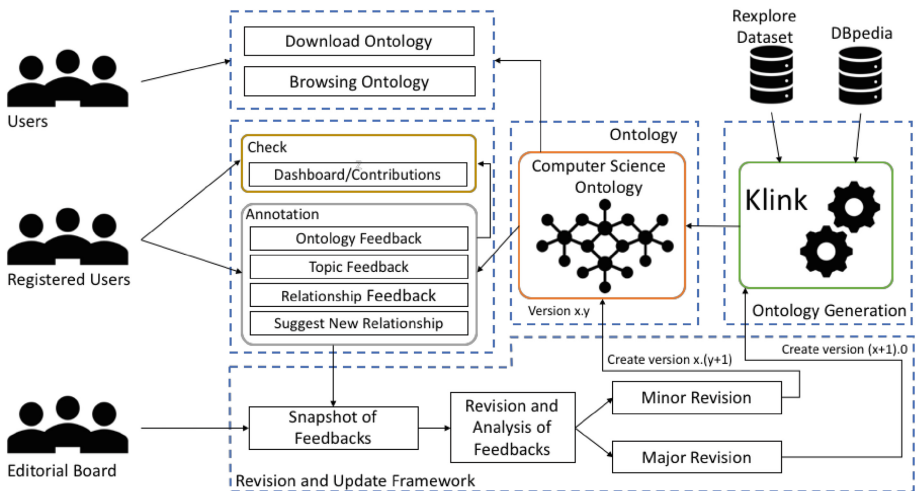 Rexplore
Dataset
DBpedia
Download Ontology
Browsing Ontology
Users
Check
Dashboard/Contributions
Annotation
Ontology Feedback
Topic Feedback
Relationship Feedback
Suggest New Relationship
Registered Users
Ontology
Computer Science
Ontology
Version x.y
Klink
Ontology Generation
Create version x.(y+1)
Create version (x+1).0
Snapshot of
Feedbacks
Revision and
Analysis of
Feedbacks
Minor Revision
Major Revision
Editorial Board
Revision and Update Framework